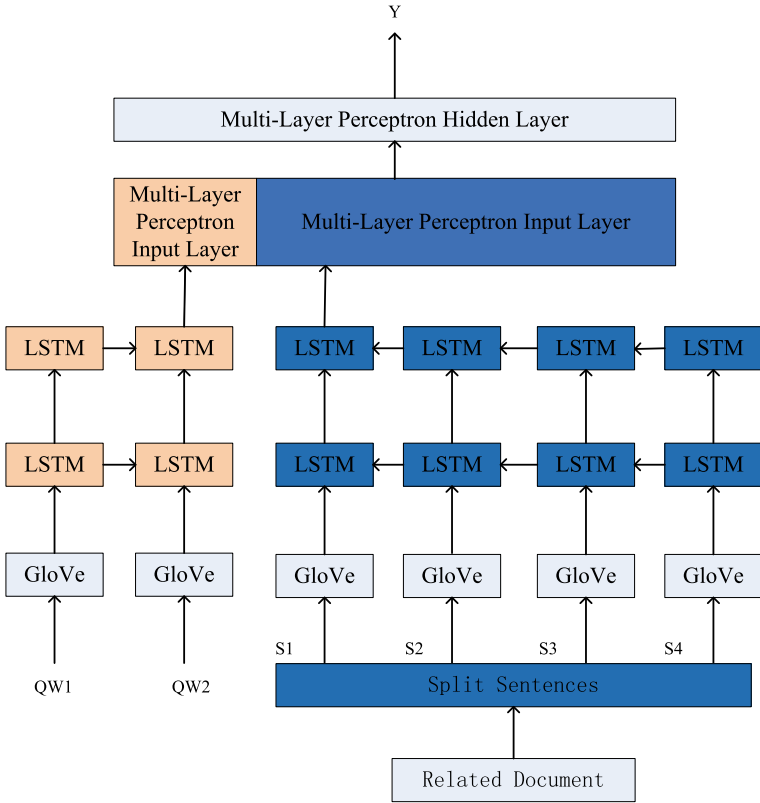 Y
Multi-Layer Perceptron Hidden Layer
Multi-Layer
Perceptron
Input Layer
Multi-Layer Perceptron Input Layer
LSTM LSTM LSTM LSTM LSTM LSTM
LSTM LSTM LSTM LSTM LSTM LSTM
GloVe GloVe GloVe GloVe GloVe GloVe
S1 S2 S3 S4
QW1 QW2 Split Sentences
Related Document